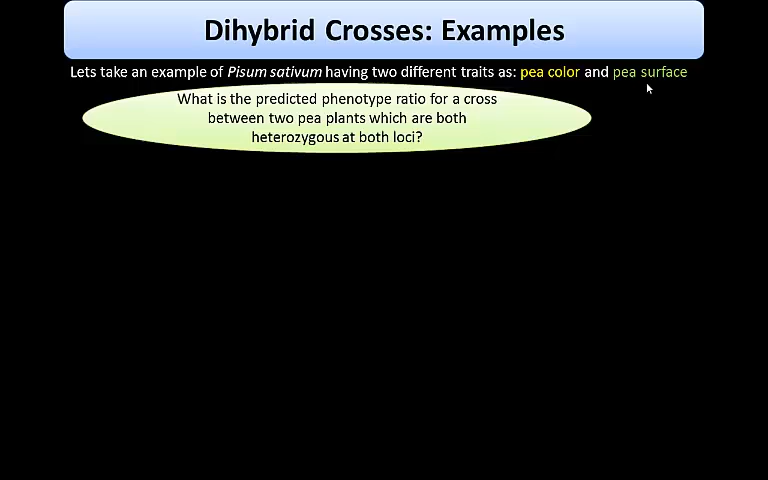 Dihybrid Crosses: Examples
Lets take an example of Pisum sativum having two different traits as: pea color and pea surface
What is the predicted phenotype ratio for a cross
between two pea plants which are both
heterozygous at both loci?